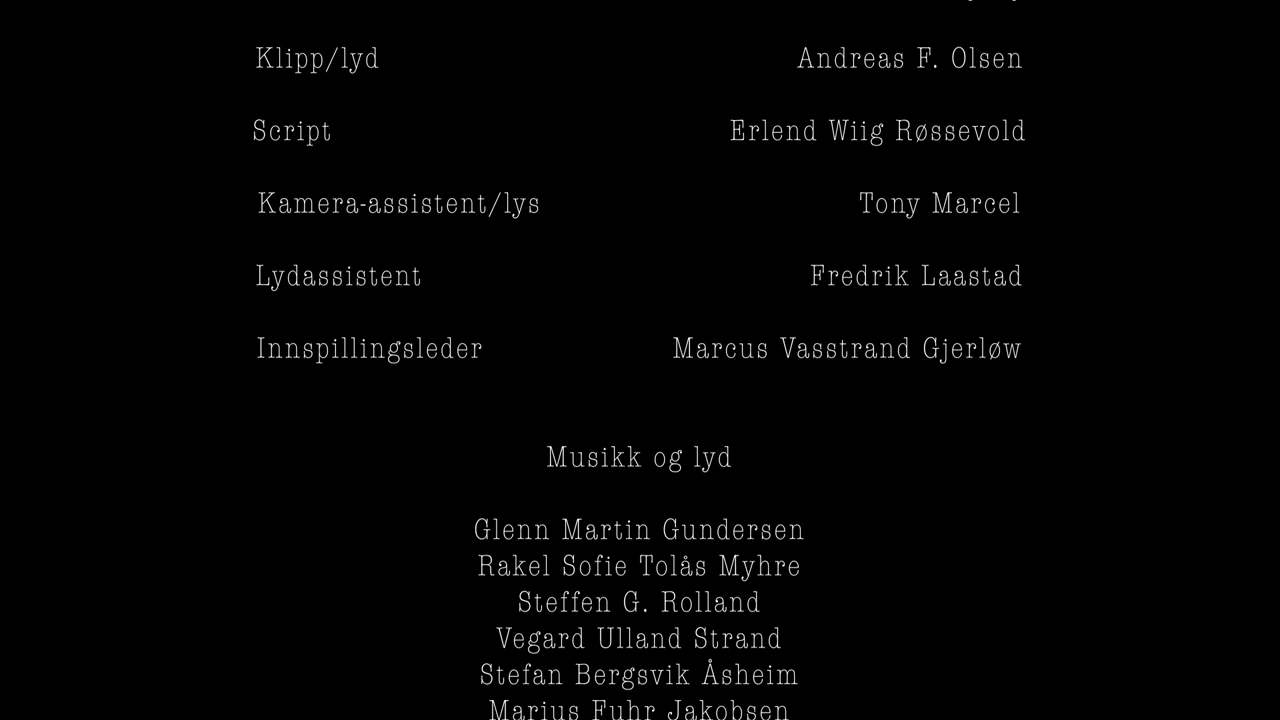 Klipp/lyd Andreas F. Olsen
Script Erlend Wiig Røssevold
Kamera-assistent/lys Tony Marcel
Lydassistent Fredrik Laastad
Innspillingsleder Marcus Vasstrand Gjerløw
Musikk og lyd
Glenn Martin Gundersen
Rakel Sofie Tolås Myhre
Steffen G. Rolland
Vegard Ulland Strand
Stefan Bergsvik Åsheim
Marius Fuhr Jakobsen